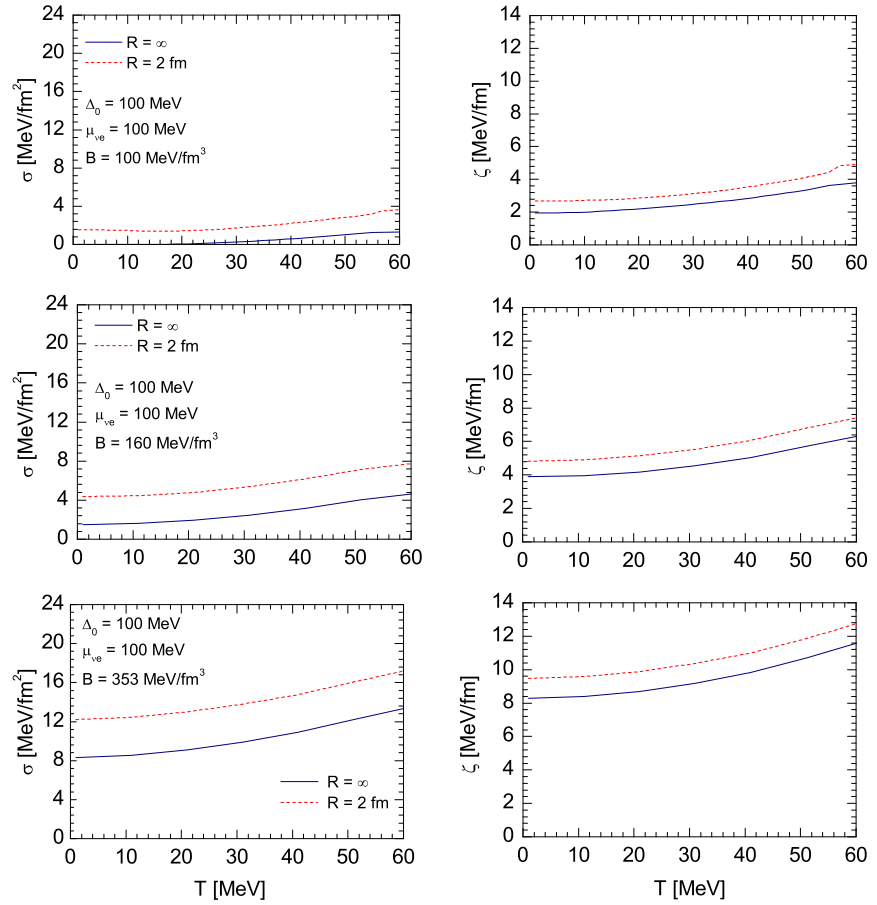 24
20
16
12
8
4
0
σ [MeV/fm²]
R = ∞
R = 2 fm
Δ₀ = 100 MeV
μ_νe = 100 MeV
B = 100 MeV/fm³
0 10 20 30 40 50 60
14
12
10
8
6
4
2
0
ζ [MeV/fm]
0 10 20 30 40 50 60
24
20
16
12
8
4
0
σ [MeV/fm²]
R = ∞
R = 2 fm
Δ₀ = 100 MeV
μ_νe = 100 MeV
B = 160 MeV/fm³
0 10 20 30 40 50 60
14
12
10
8
6
4
2
0
ζ [MeV/fm]
0 10 20 30 40 50 60
24
20
16
12
8
4
0
σ [MeV/fm²]
Δ₀ = 100 MeV
μ_νe = 100 MeV
B = 353 MeV/fm³
R = ∞
R = 2 fm
0 10 20 30 40 50 60
T [MeV]
14
12
10
8
6
4
2
0
ζ [MeV/fm]
0 10 20 30 40 50 60
T [MeV]